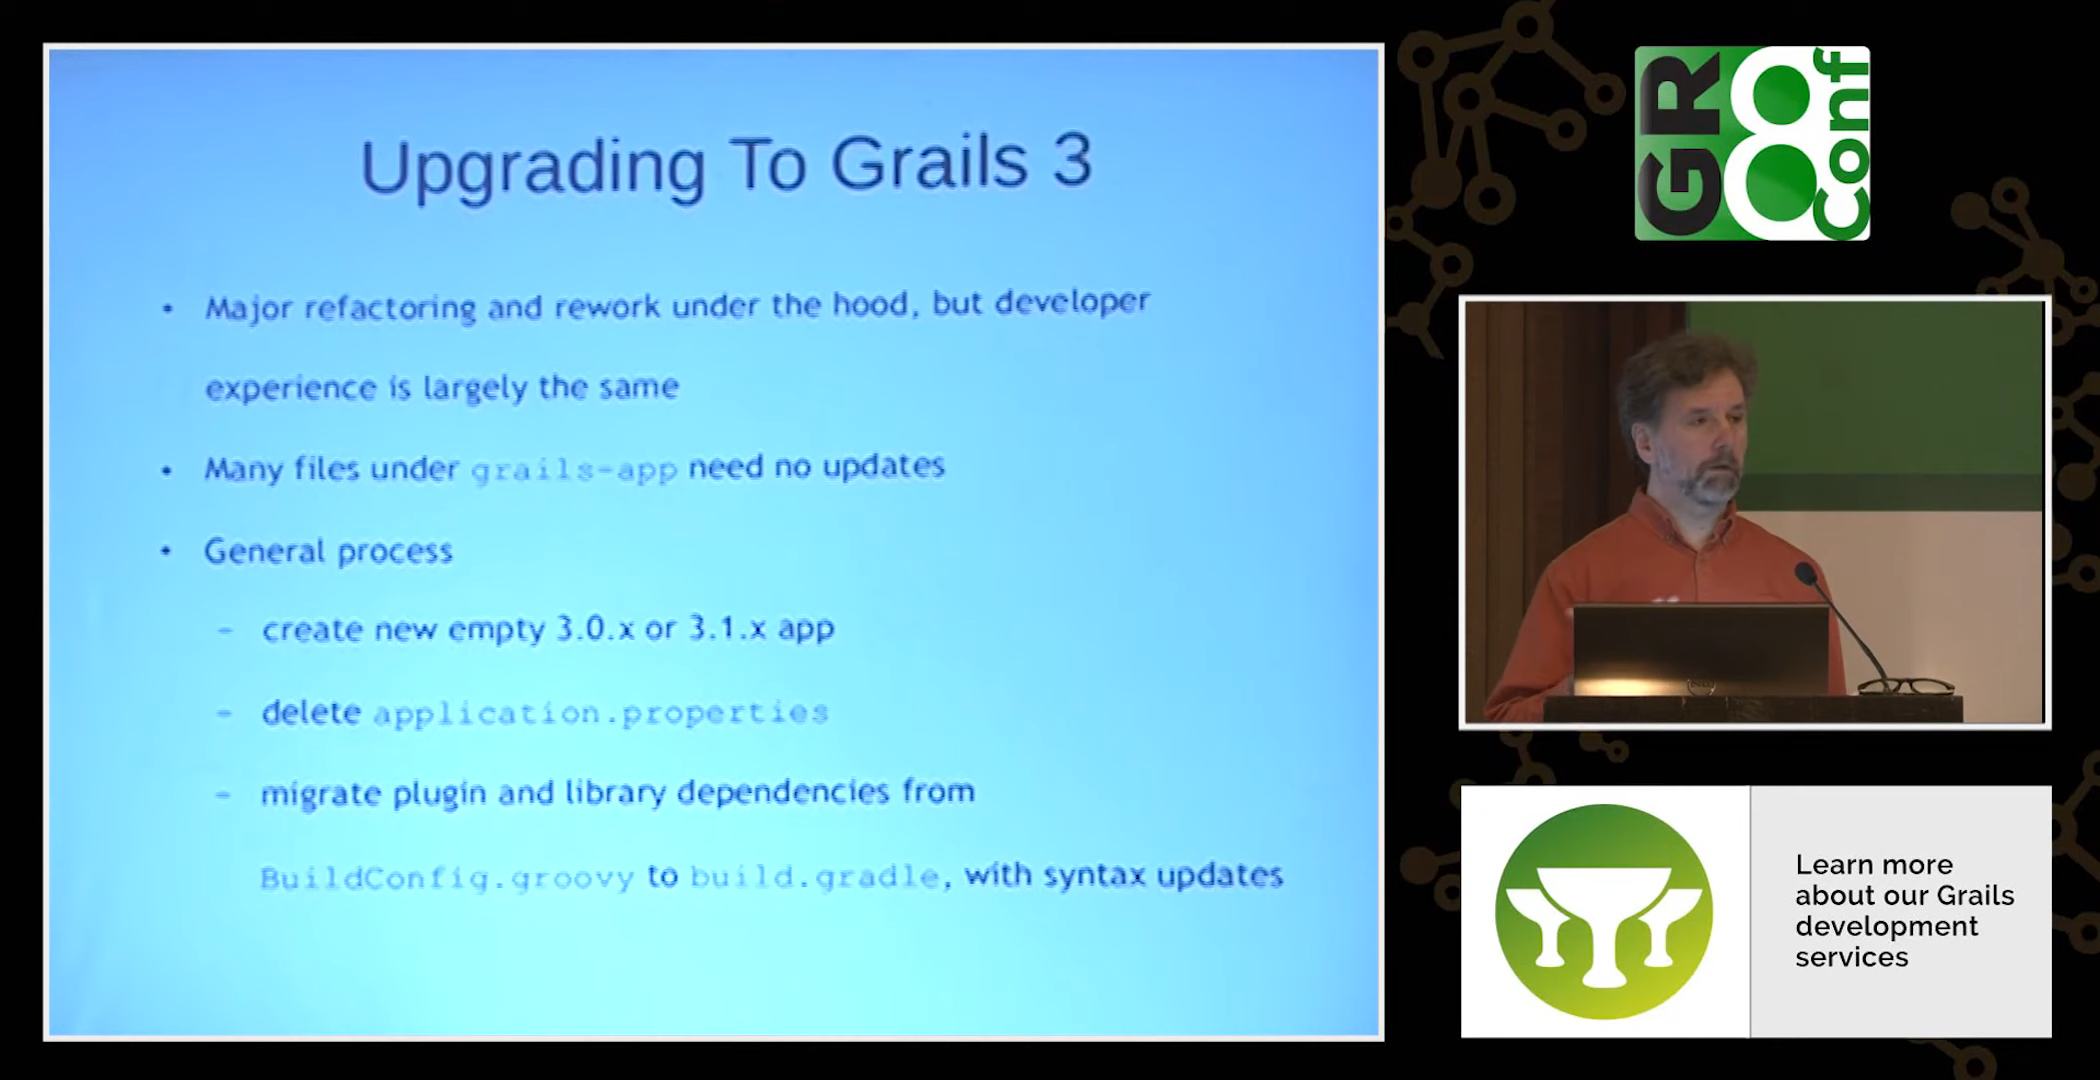 Upgrading To Grails 3
• Major refactoring and rework under the hood, but developer
experience is largely the same
• Many files under grails-app need no updates
• General process
– create new empty 3.0.x or 3.1.x app
– delete application.properties
– migrate plugin and library dependencies from
BuildConfig.groovy to build.gradle, with syntax updates
GR8Conf
Learn more
about our Grails
development
services